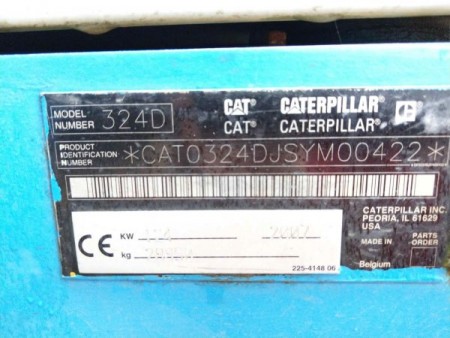 MODEL NUMBER 324D
CAT® CATERPILLAR®
CAT® CATERPILLAR®
PRODUCT IDENTIFICATION NUMBER *CAT0324DJSYM00422*
CATERPILLAR INC.
PEORIA, IL 61629
USA
MADE IN
PARTS ORDER
Belgium
CE
KW
kg
225-4148 06